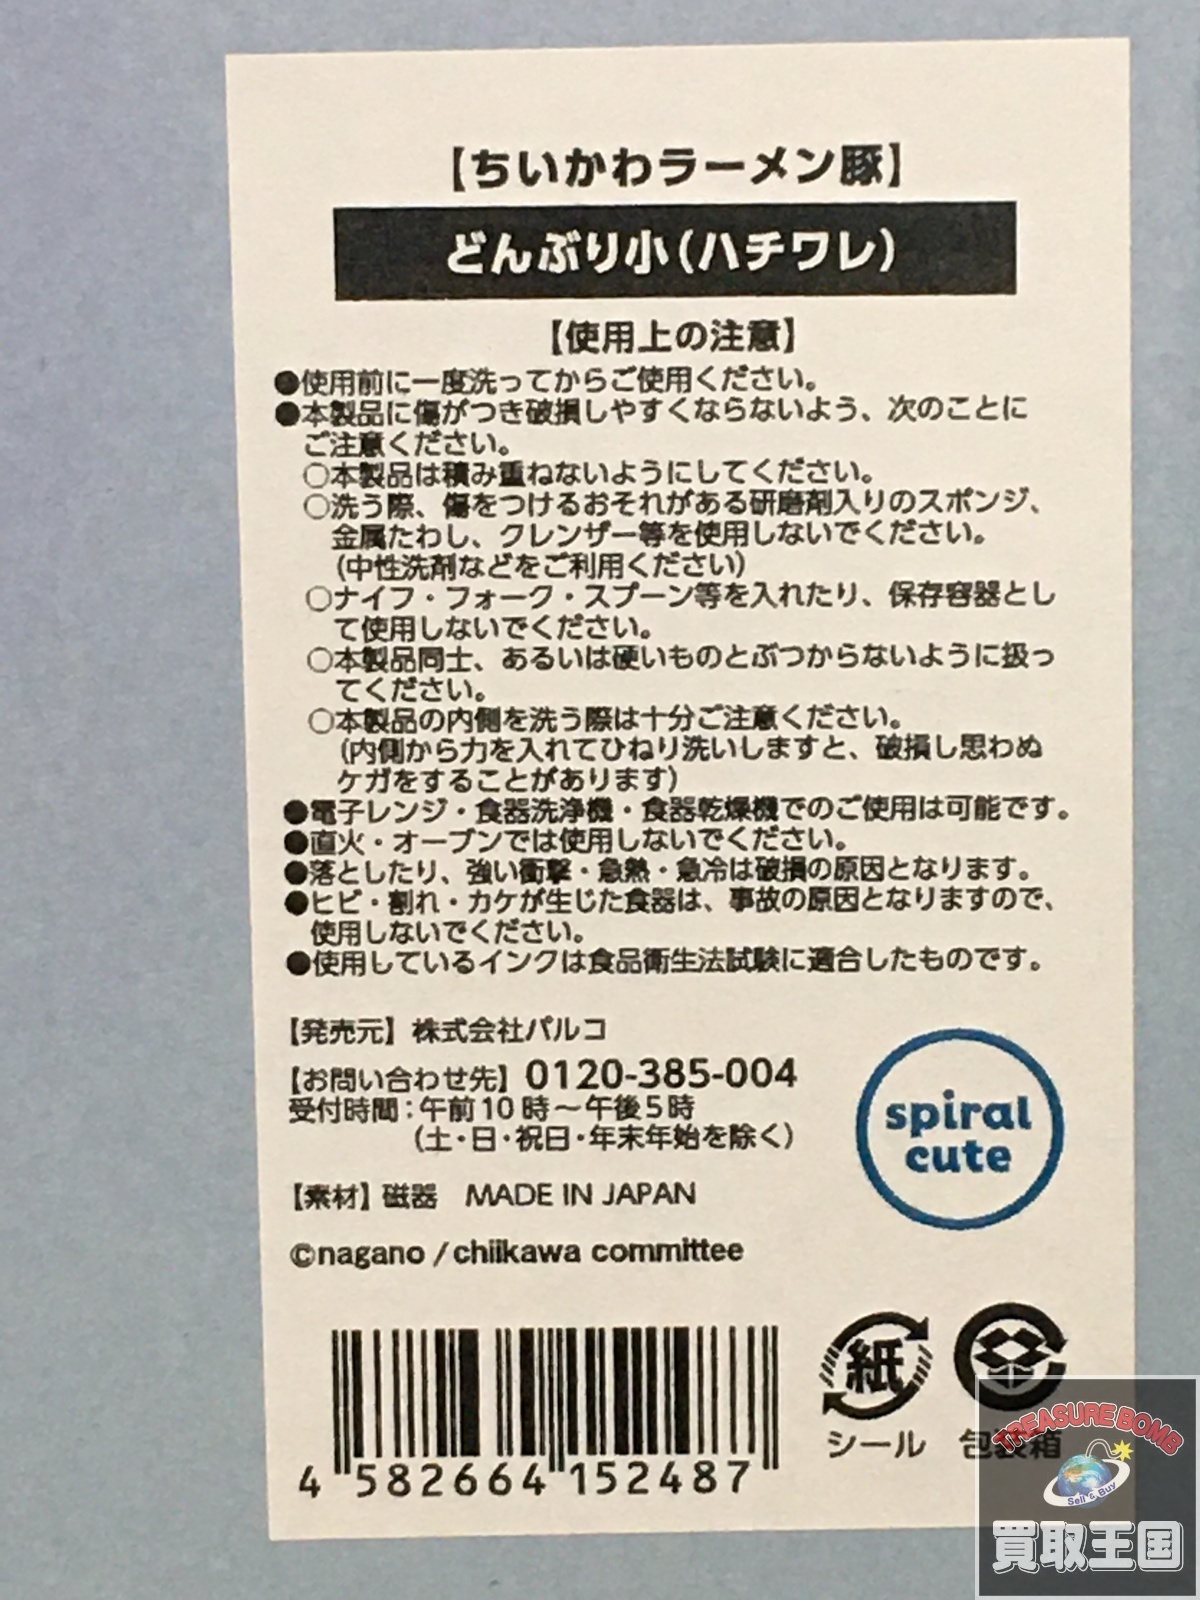 【ちいかわラーメン豚】
どんぶり小(ハチワレ)
【使用上の注意】
●使用前に一度洗ってからご使用ください。
●本製品に傷がつき破損しやすくならないよう、次のことに
ご注意ください。
○本製品は積み重ねないようにしてください。
○洗う際、傷をつけるおそれがある研磨剤入りのスポンジ、
金属たわし、クレンザー等を使用しないでください。
(中性洗剤などをご利用ください)
○ナイフ・フォーク・スプーン等を入れたり、保存容器とし
て使用しないでください。
○本製品同士、あるいは硬いものとぶつからないように扱っ
てください。
○本製品の内側を洗う際は十分ご注意ください。
(内側から力を入れてひねり洗いしますと、破損し思わぬ
ケガをすることがあります)
●電子レンジ・食器洗浄機・食器乾燥機でのご使用は可能です。
●直火・オーブンでは使用しないでください。
●落としたり、強い衝撃・急熱・急冷は破損の原因となります。
●ヒビ・割れ・カケが生じた食器は、事故の原因となりますので、
使用しないでください。
●使用しているインクは食品衛生法試験に適合したものです。
【発売元】株式会社パルコ
【お問い合わせ先】0120-385-004
受付時間:午前10時～午後5時
(土・日・祝日・年末年始を除く)
spiral
cute
【素材】磁器 MADE IN JAPAN
©nagano / chiikawa committee
紙
シール 包装箱
4 582664 152487
TREASURE BOMB
Sell & Buy
買取王国